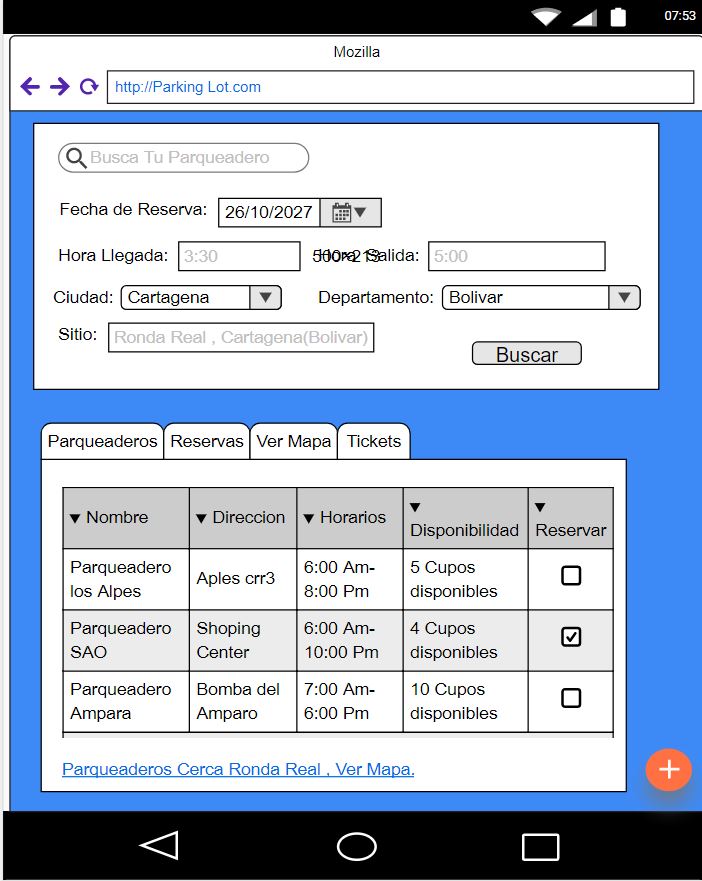 07:53
Mozilla
http://Parking Lot.com
Busca Tu Parqueadero
Fecha de Reserva: 26/10/2027
Hora Llegada: 3:30 Hora Salida: 5:00
Ciudad: Cartagena Departamento: Bolivar
Sitio: Ronda Real , Cartagena(Bolivar)
Buscar
Parqueaderos Reservas Ver Mapa Tickets
Nombre Direccion Horarios Disponibilidad Reservar
Parqueadero los Alpes Aples crr3 6:00 Am-8:00 Pm 5 Cupos disponibles
Parqueadero SAO Shoping Center 6:00 Am-10:00 Pm 4 Cupos disponibles
Parqueadero Ampara Bomba del Amparo 7:00 Am-6:00 Pm 10 Cupos disponibles
Parqueaderos Cerca Ronda Real , Ver Mapa.